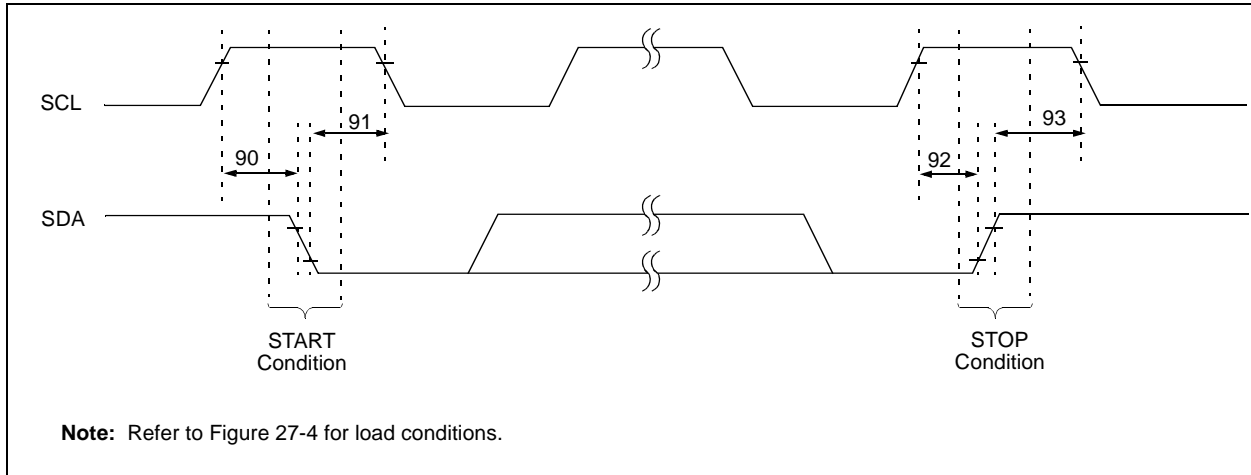 SCL
91
93
90
92
SDA
START
Condition
STOP
Condition
Note: Refer to Figure 27-4 for load conditions.